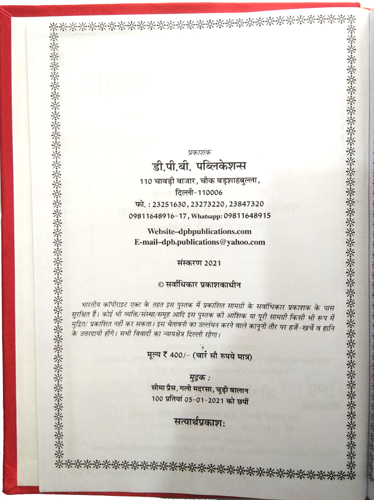 प्रकाशक
डी.पी.बी. पब्लिकेशन्स
110 चावड़ी बाजार, चौक बड़शाहबुल्ला,
दिल्ली-110006
फो. : 23251630, 23273220, 23847320
09811648916-17, Whatsapp: 09811648915
Website-dpbpublications.com
E-mail-dpb.publications@yahoo.com
संस्करण 2021
© सर्वाधिकार प्रकाशकाधीन
भारतीय कॉपीराइट एक्ट के तहत इस पुस्तक में प्रकाशित सामग्री के सर्वाधिकार प्रकाशक के पास
सुरक्षित हैं। कोई भी व्यक्ति/संस्था/समूह आदि इस पुस्तक की आंशिक या पूरी सामग्री किसी भी रूप में
मुद्रित/ प्रकाशित नहीं कर सकता। इस चेतावनी का उल्लंघन करने वाले कानूनी तौर पर हर्जे-खर्चे व हानि
के उत्तरदायी होंगे। सभी विवादों का न्यायक्षेत्र दिल्ली रहेगा।
मूल्य ₹ 400/- (चार सौ रुपये मात्र)
मुद्रक :
सीमा प्रैस, गली मदरसा, चूड़ी वालान
100 प्रतियां 05-01-2021 को छपीं
सत्यार्थप्रकाशः